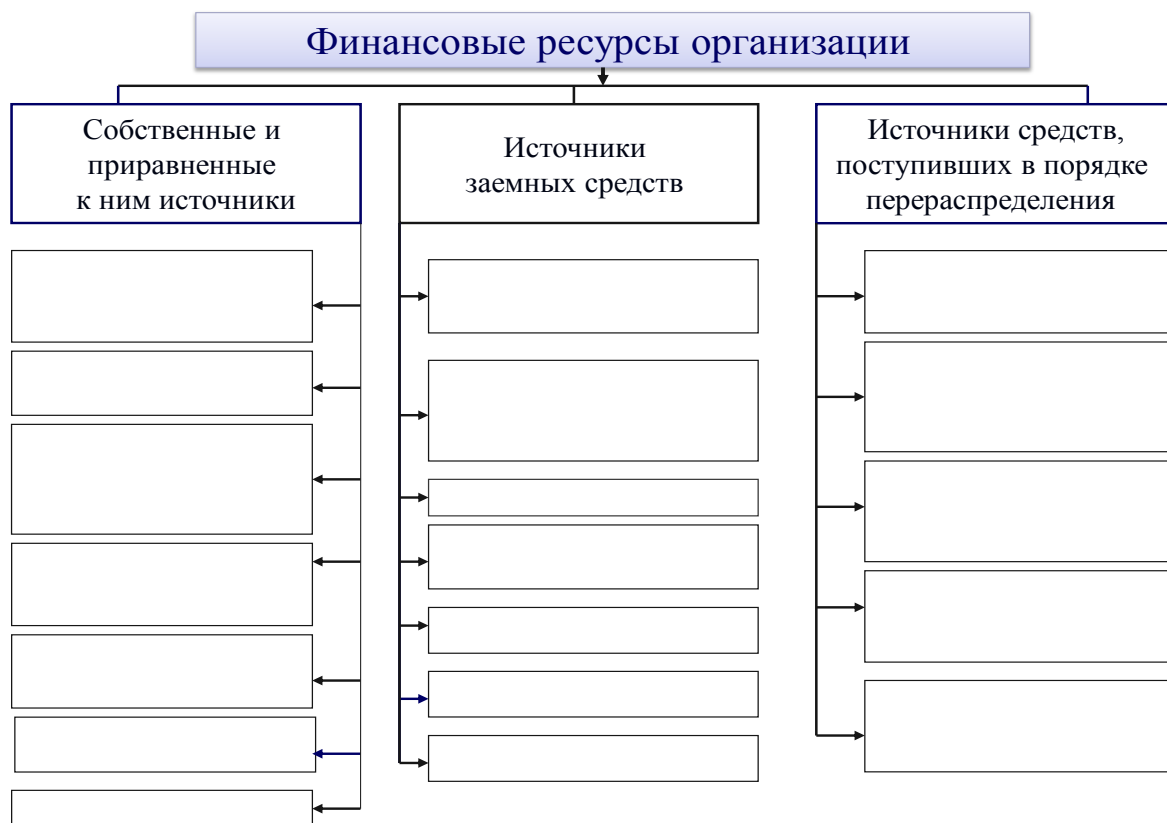 Финансовые ресурсы организации
Собственные и
приравненные
к ним источники
Источники
заемных средств
Источники средств,
поступивших в порядке
перераспределения